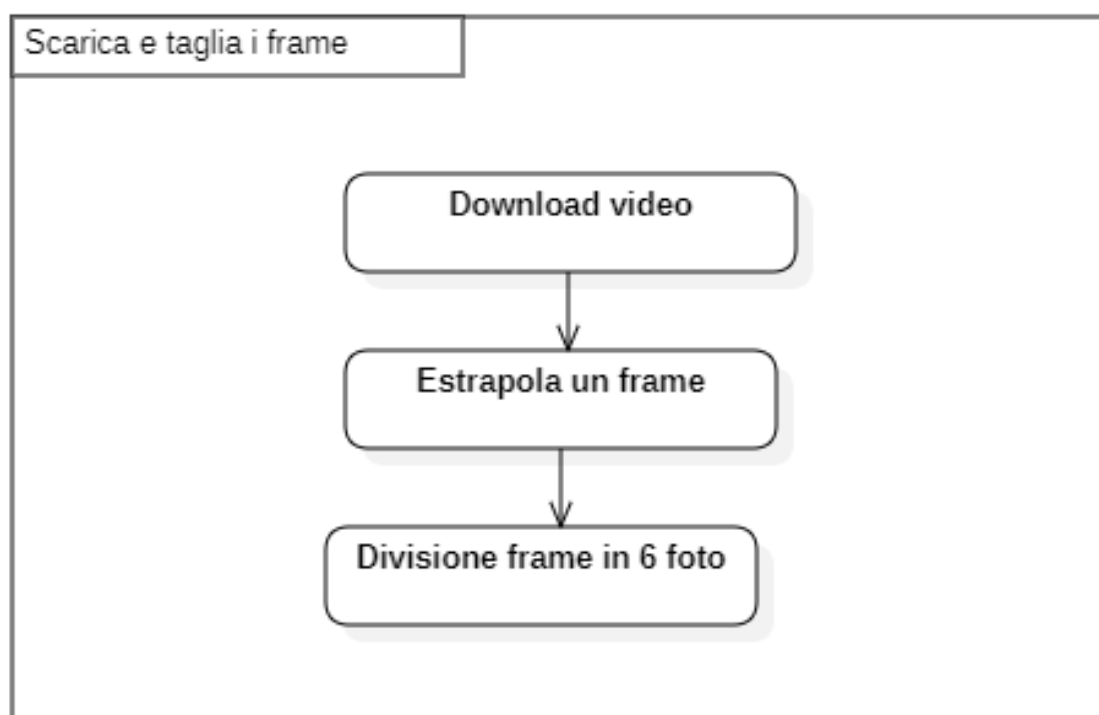 Scarica e taglia i frame
Download video
Estrapola un frame
Divisione frame in 6 foto